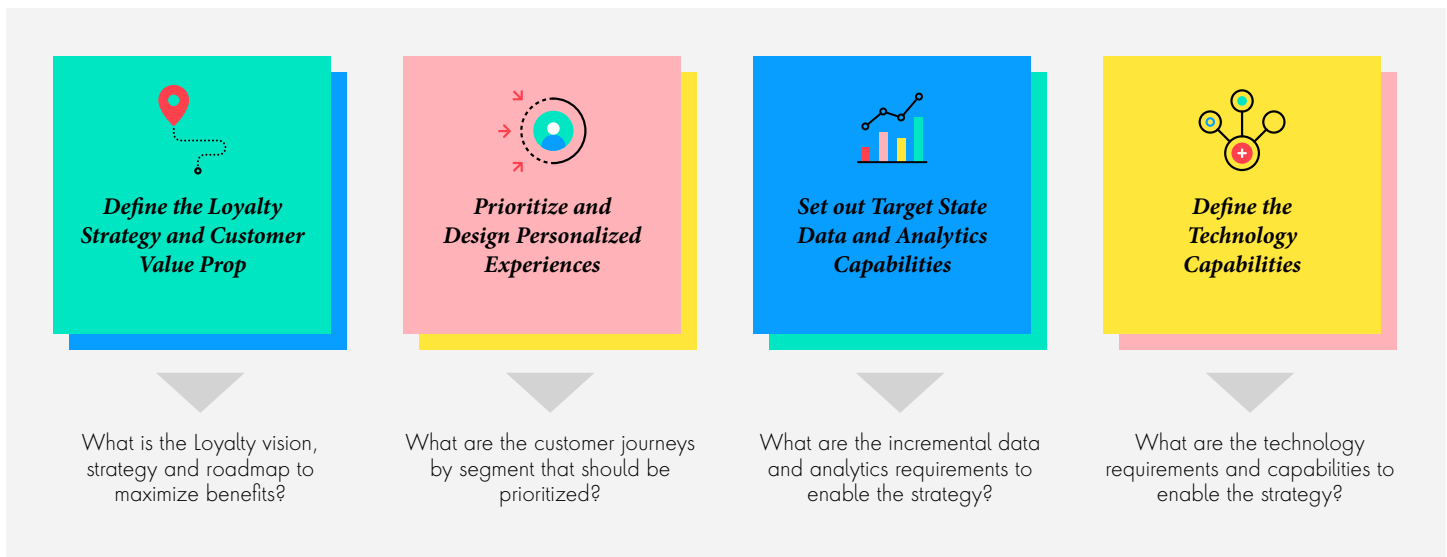 Define the Loyalty
Strategy and Customer
Value Prop
Prioritize and
Design Personalized
Experiences
Set out Target State
Data and Analytics
Capabilities
Define the
Technology
Capabilities
What is the Loyalty vision,
strategy and roadmap to
maximize benefits?
What are the customer journeys
by segment that should be
prioritized?
What are the incremental data
and analytics requirements to
enable the strategy?
What are the technology
requirements and capabilities to
enable the strategy?